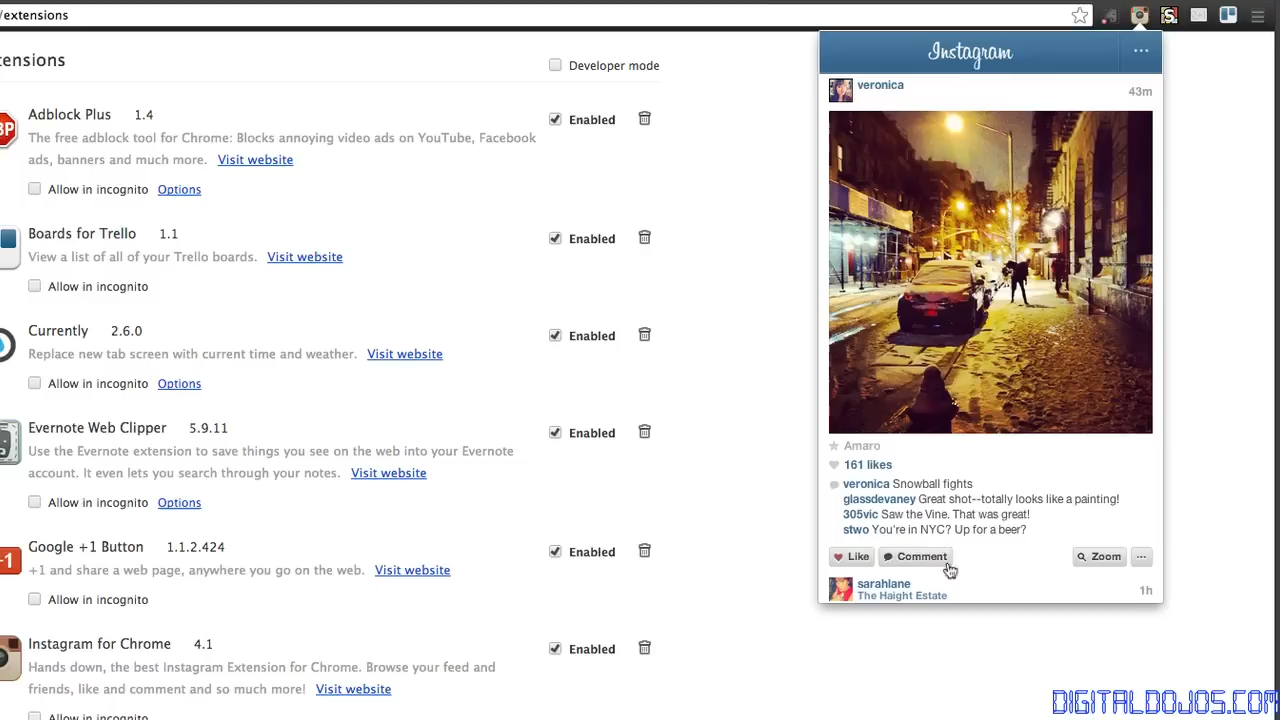 /extensions
tensions
Developer mode
BP
Adblock Plus 1.4
Enabled
The free adblock tool for Chrome: Blocks annoying video ads on YouTube, Facebook
ads, banners and much more. Visit website
Allow in incognito Options
Boards for Trello 1.1
Enabled
View a list of all of your Trello boards. Visit website
Allow in incognito
Currently 2.6.0
Enabled
Replace new tab screen with current time and weather. Visit website
Allow in incognito Options
Evernote Web Clipper 5.9.11
Enabled
Use the Evernote extension to save things you see on the web into your Evernote
account. It even lets you search through your notes. Visit website
Allow in incognito Options
+1
Google +1 Button 1.1.2.424
Enabled
+1 and share a web page, anywhere you go on the web. Visit website
Allow in incognito
Instagram for Chrome 4.1
Enabled
Hands down, the best Instagram Extension for Chrome. Browse your feed and
friends, like and comment and so much more! Visit website
Allow in incognito
S
Instagram
veronica
43m
Amaro
161 likes
veronica Snowball fights
glassdevaney Great shot--totally looks like a painting!
305vic Saw the Vine. That was great!
stwo You're in NYC? Up for a beer?
Like Comment Zoom
sarahlane
The Haight Estate
1h
DIGITALDOJOS.COM